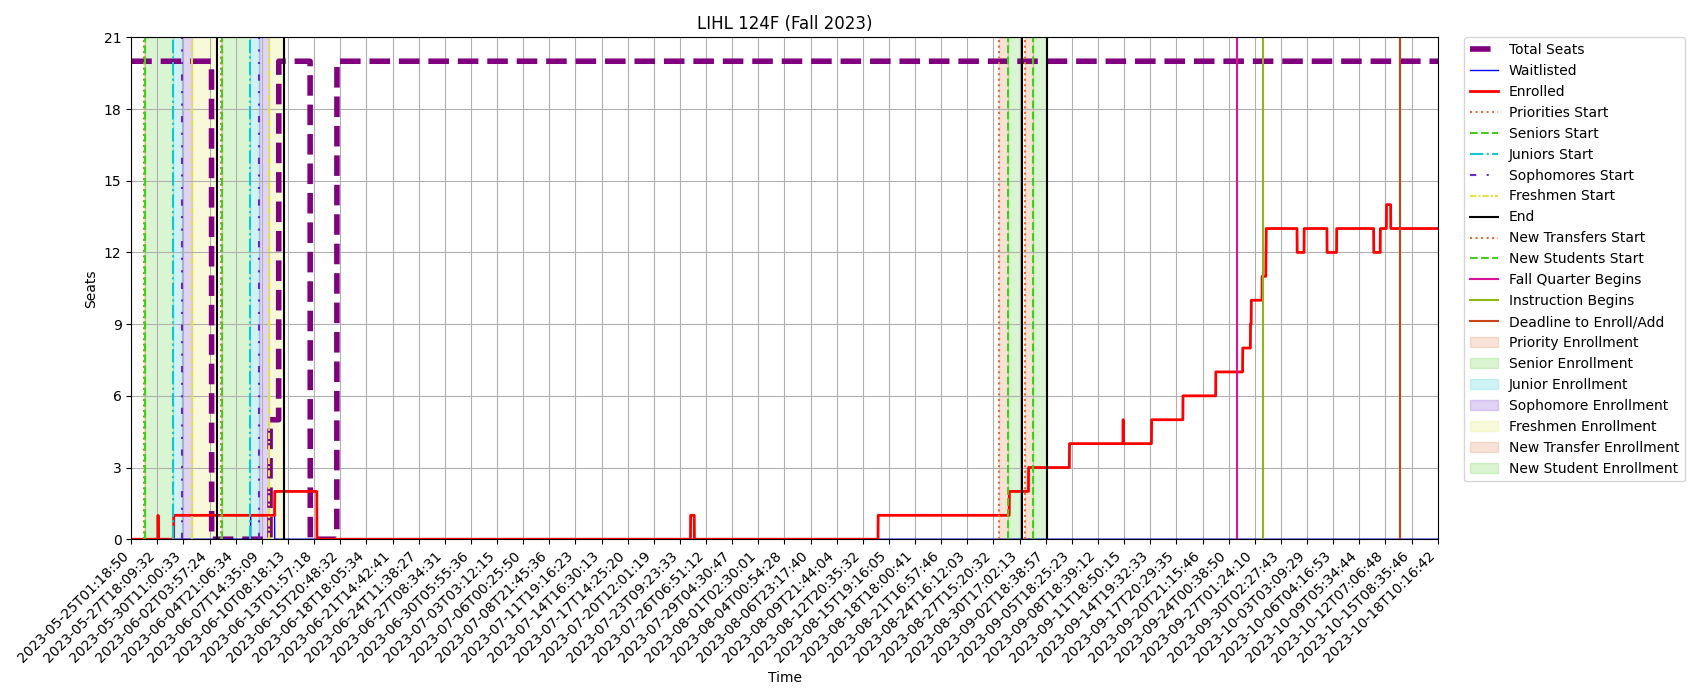 LIHL 124F (Fall 2023)
Seats
21
18
15
12
9
6
3
0
2023-05-25T01:18:50
2023-05-27T18:09:32
2023-05-30T11:00:33
2023-06-02T03:57:24
2023-06-04T21:06:34
2023-06-07T14:35:09
2023-06-10T08:18:13
2023-06-13T01:57:18
2023-06-15T20:48:32
2023-06-18T18:05:34
2023-06-21T14:42:41
2023-06-24T11:38:27
2023-06-27T08:34:31
2023-06-30T05:55:36
2023-07-03T03:12:15
2023-07-06T00:25:50
2023-07-08T21:45:36
2023-07-11T19:16:23
2023-07-14T16:30:13
2023-07-17T14:25:20
2023-07-20T12:01:19
2023-07-23T09:23:33
2023-07-26T06:51:12
2023-07-29T04:30:47
2023-08-01T02:30:01
2023-08-04T00:54:28
2023-08-06T23:17:40
2023-08-09T21:44:04
2023-08-12T20:35:32
2023-08-15T19:16:05
2023-08-18T18:00:41
2023-08-21T16:57:46
2023-08-24T16:12:03
2023-08-27T15:20:32
2023-08-30T17:02:13
2023-09-02T18:38:57
2023-09-05T18:25:23
2023-09-08T18:39:12
2023-09-11T18:50:15
2023-09-14T19:32:33
2023-09-17T20:29:35
2023-09-20T21:15:46
2023-09-24T00:38:50
2023-09-27T01:24:10
2023-09-30T02:27:43
2023-10-03T03:09:29
2023-10-06T04:16:53
2023-10-09T05:34:44
2023-10-12T07:06:48
2023-10-15T08:35:46
2023-10-18T10:16:42
Time
Total Seats
Waitlisted
Enrolled
Priorities Start
Seniors Start
Juniors Start
Sophomores Start
Freshmen Start
End
New Transfers Start
New Students Start
Fall Quarter Begins
Instruction Begins
Deadline to Enroll/Add
Priority Enrollment
Senior Enrollment
Junior Enrollment
Sophomore Enrollment
Freshmen Enrollment
New Transfer Enrollment
New Student Enrollment